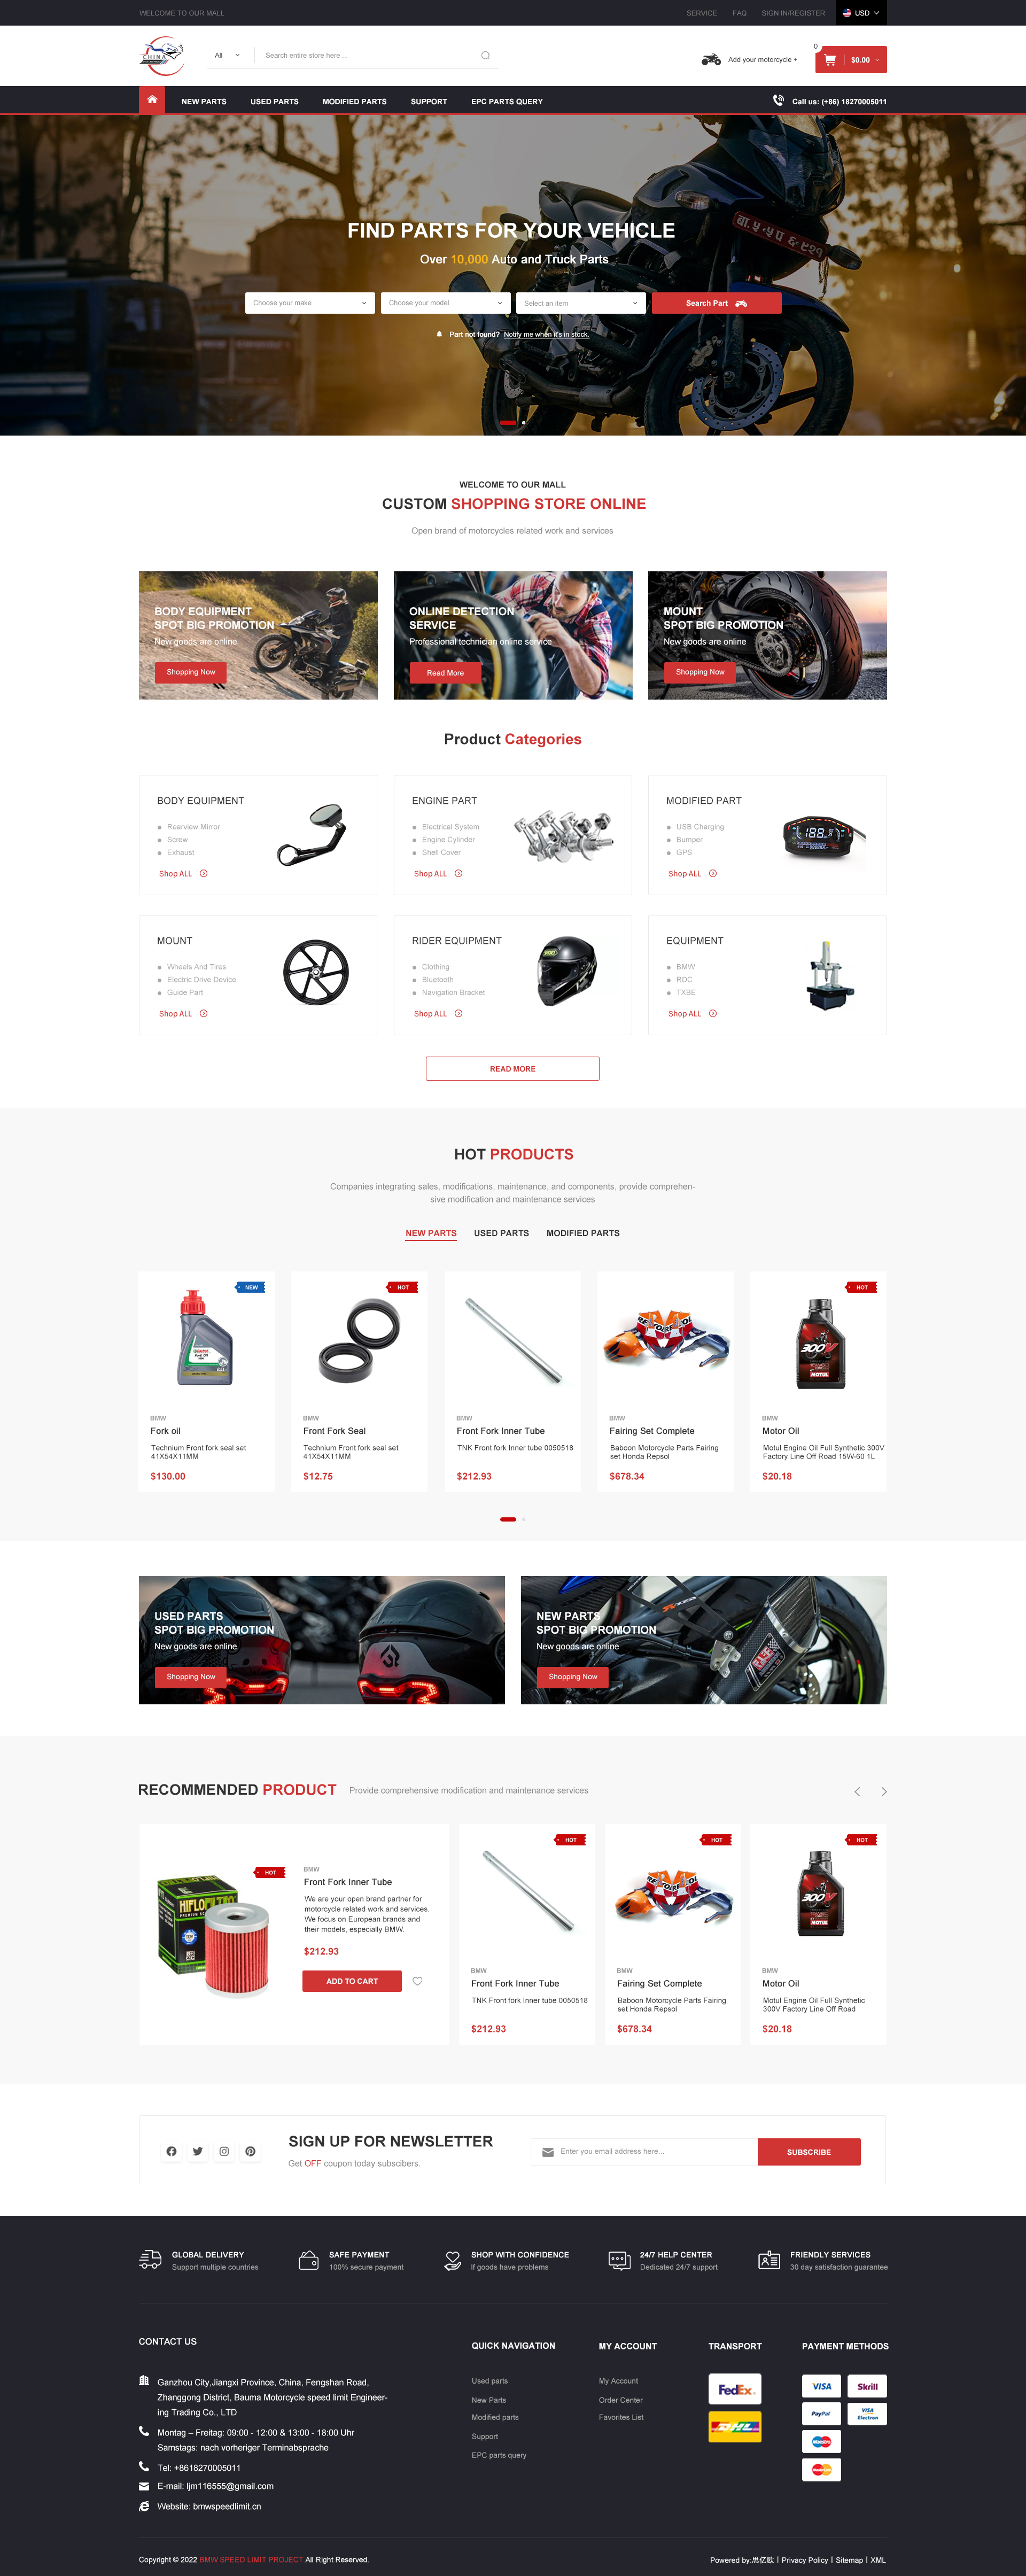 WELCOME TO OUR MALL
SERVICE FAQ SIGN IN/REGISTER USD
CHINA
All Search entire store here ...
Add your motorcycle +
0
$0.00
NEW PARTS USED PARTS MODIFIED PARTS SUPPORT EPC PARTS QUERY
Call us: (+86) 18270005011
FIND PARTS FOR YOUR VEHICLE
Over 10,000 Auto and Truck Parts
Choose your make Choose your model Select an item Search Part
Part not found? Notify me when it's in stock.
WELCOME TO OUR MALL
CUSTOM SHOPPING STORE ONLINE
Open brand of motorcycles related work and services
BODY EQUIPMENT
SPOT BIG PROMOTION
New goods are online
Shopping Now
ONLINE DETECTION
SERVICE
Professional technician online service
Read More
MOUNT
SPOT BIG PROMOTION
New goods are online
Shopping Now
Product Categories
BODY EQUIPMENT
Rearview Mirror
Screw
Exhaust
Shop ALL
ENGINE PART
Electrical System
Engine Cylinder
Shell Cover
Shop ALL
MODIFIED PART
USB Charging
Bumper
GPS
Shop ALL
188
MOUNT
Wheels And Tires
Electric Drive Device
Guide Part
Shop ALL
RIDER EQUIPMENT
Clothing
Bluetooth
Navigation Bracket
Shop ALL
EQUIPMENT
BMW
RDC
TXBE
Shop ALL
READ MORE
HOT PRODUCTS
Companies integrating sales, modifications, maintenance, and components, provide comprehen-
sive modification and maintenance services
NEW PARTS USED PARTS MODIFIED PARTS
NEW
Castrol
Fork Oil
BMW
Fork oil
Technium Front fork seal set
41X54X11MM
$130.00
HOT
BMW
Front Fork Seal
Technium Front fork seal set
41X54X11MM
$12.75
BMW
Front Fork Inner Tube
TNK Front fork Inner tube 0050518
$212.93
BMW
Fairing Set Complete
Baboon Motorcycle Parts Fairing
set Honda Repsol
$678.34
HOT
300V
MOTUL
BMW
Motor Oil
Motul Engine Oil Full Synthetic 300V
Factory Line Off Road 15W-60 1L
$20.18
USED PARTS
SPOT BIG PROMOTION
New goods are online
Shopping Now
NEW PARTS
SPOT BIG PROMOTION
New goods are online
Shopping Now
RECOMMENDED PRODUCT Provide comprehensive modification and maintenance services
HOT
HIFLOFILTRO
BMW
Front Fork Inner Tube
We are your open brand partner for
motorcycle related work and services.
We focus on European brands and
their models, especially BMW.
$212.93
ADD TO CART
HOT
BMW
Front Fork Inner Tube
TNK Front fork Inner tube 0050518
$212.93
HOT
BMW
Fairing Set Complete
Baboon Motorcycle Parts Fairing
set Honda Repsol
$678.34
HOT
300V
MOTUL
BMW
Motor Oil
Motul Engine Oil Full Synthetic
300V Factory Line Off Road
$20.18
SIGN UP FOR NEWSLETTER
Get OFF coupon today subscibers.
Enter you email address here...
SUBSCRIBE
GLOBAL DELIVERY
Support multiple countries
SAFE PAYMENT
100% secure payment
SHOP WITH CONFIDENCE
If goods have problems
24/7 HELP CENTER
Dedicated 24/7 support
FRIENDLY SERVICES
30 day satisfaction guarantee
CONTACT US
Ganzhou City,Jiangxi Province, China, Fengshan Road,
Zhanggong District, Bauma Motorcycle speed limit Engineer-
ing Trading Co., LTD
Montag – Freitag: 09:00 - 12:00 & 13:00 - 18:00 Uhr
Samstags: nach vorheriger Terminabsprache
Tel: +8618270005011
E-mail: ljm116555@gmail.com
Website: bmwspeedlimit.cn
QUICK NAVIGATION
Used parts
New Parts
Modified parts
Support
EPC parts query
MY ACCOUNT
My Account
Order Center
Favorites List
TRANSPORT
FedEx
DHL
PAYMENT METHODS
VISA Skrill
PayPal VISA Electron
Maestro
MasterCard
Copyright © 2022 BMW SPEED LIMIT PROJECT All Right Reserved.
Powered by:思亿欧 | Privacy Policy | Sitemap | XML